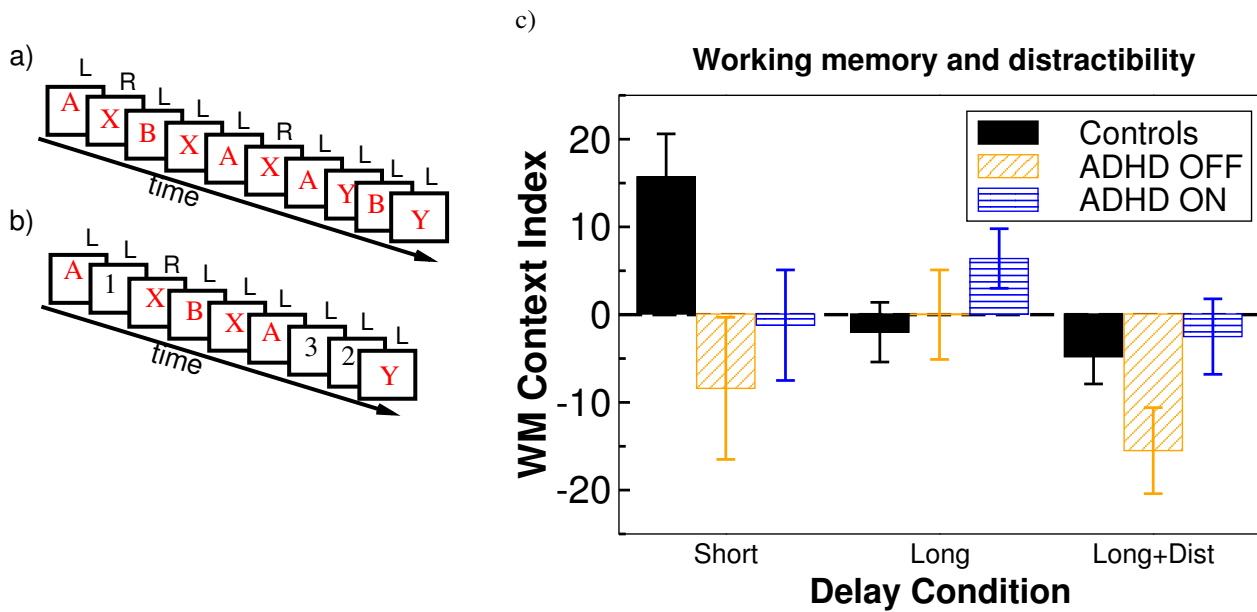 a)
L R L L L R L L L L
A X B X A X A Y B Y
time
b)
L L R L L L L L L
A 1 X B X A 3 2 Y
time
c)
Working memory and distractibility
Controls
ADHD OFF
ADHD ON
WM Context Index
20
10
0
-10
-20
Short Long Long+Dist
Delay Condition